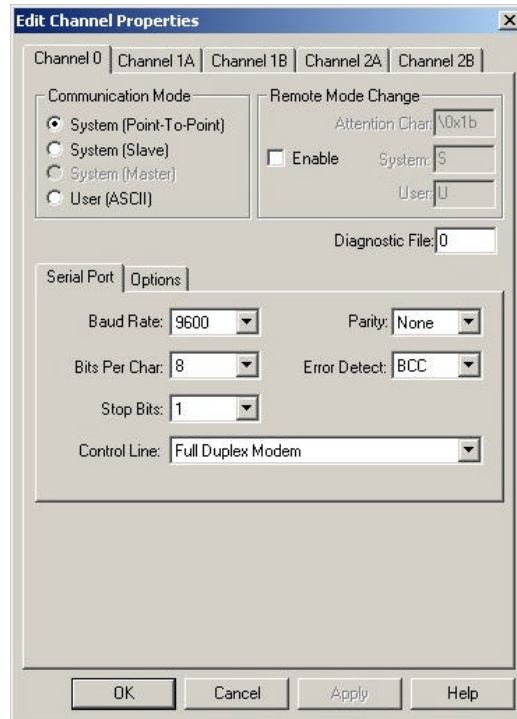 Edit Channel Properties
Channel 0 Channel 1A Channel 1B Channel 2A Channel 2B
Communication Mode
System (Point-To-Point)
System (Slave)
System (Master)
User (ASCII)
Remote Mode Change
Attention Char: \0x1b
Enable System: S
User: U
Diagnostic File: 0
Serial Port Options
Baud Rate: 9600 Parity: None
Bits Per Char: 8 Error Detect: BCC
Stop Bits: 1
Control Line: Full Duplex Modem
OK Cancel Apply Help